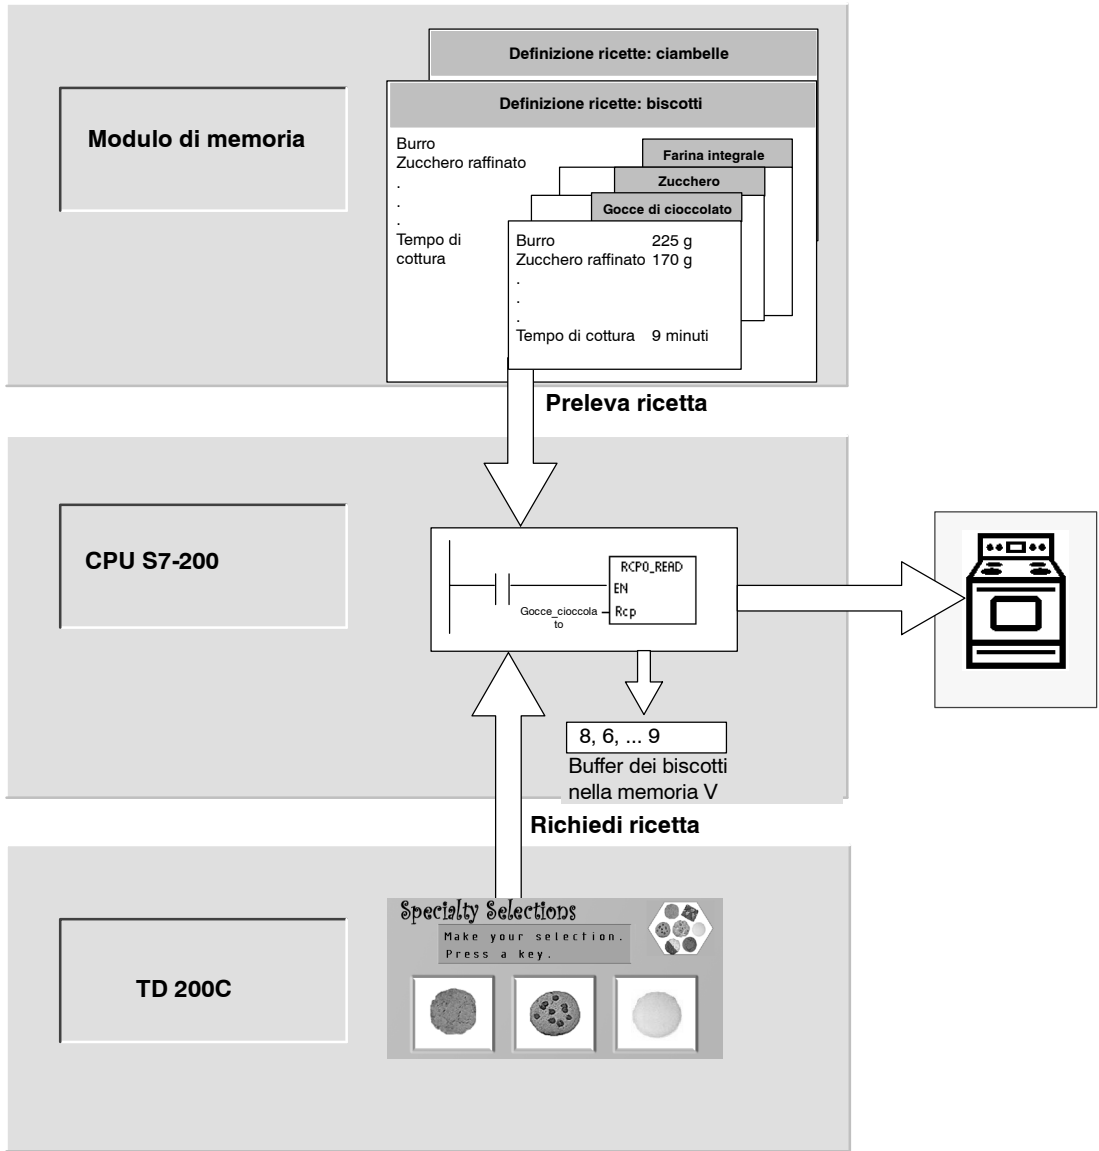 Definizione ricette: ciambelle
Definizione ricette: biscotti
Modulo di memoria
Burro
Zucchero raffinato
.
.
.
Tempo di
cottura
Farina integrale
Zucchero
Gocce di cioccolato
Burro 225 g
Zucchero raffinato 170 g
.
.
.
Tempo di cottura 9 minuti
Preleva ricetta
CPU S7-200
RCP0_READ
EN
Gocce_cioccola
to
Rcp
8, 6, ... 9
Buffer dei biscotti
nella memoria V
Richiedi ricetta
TD 200C
Specialty Selections
Make your selection.
Press a key.